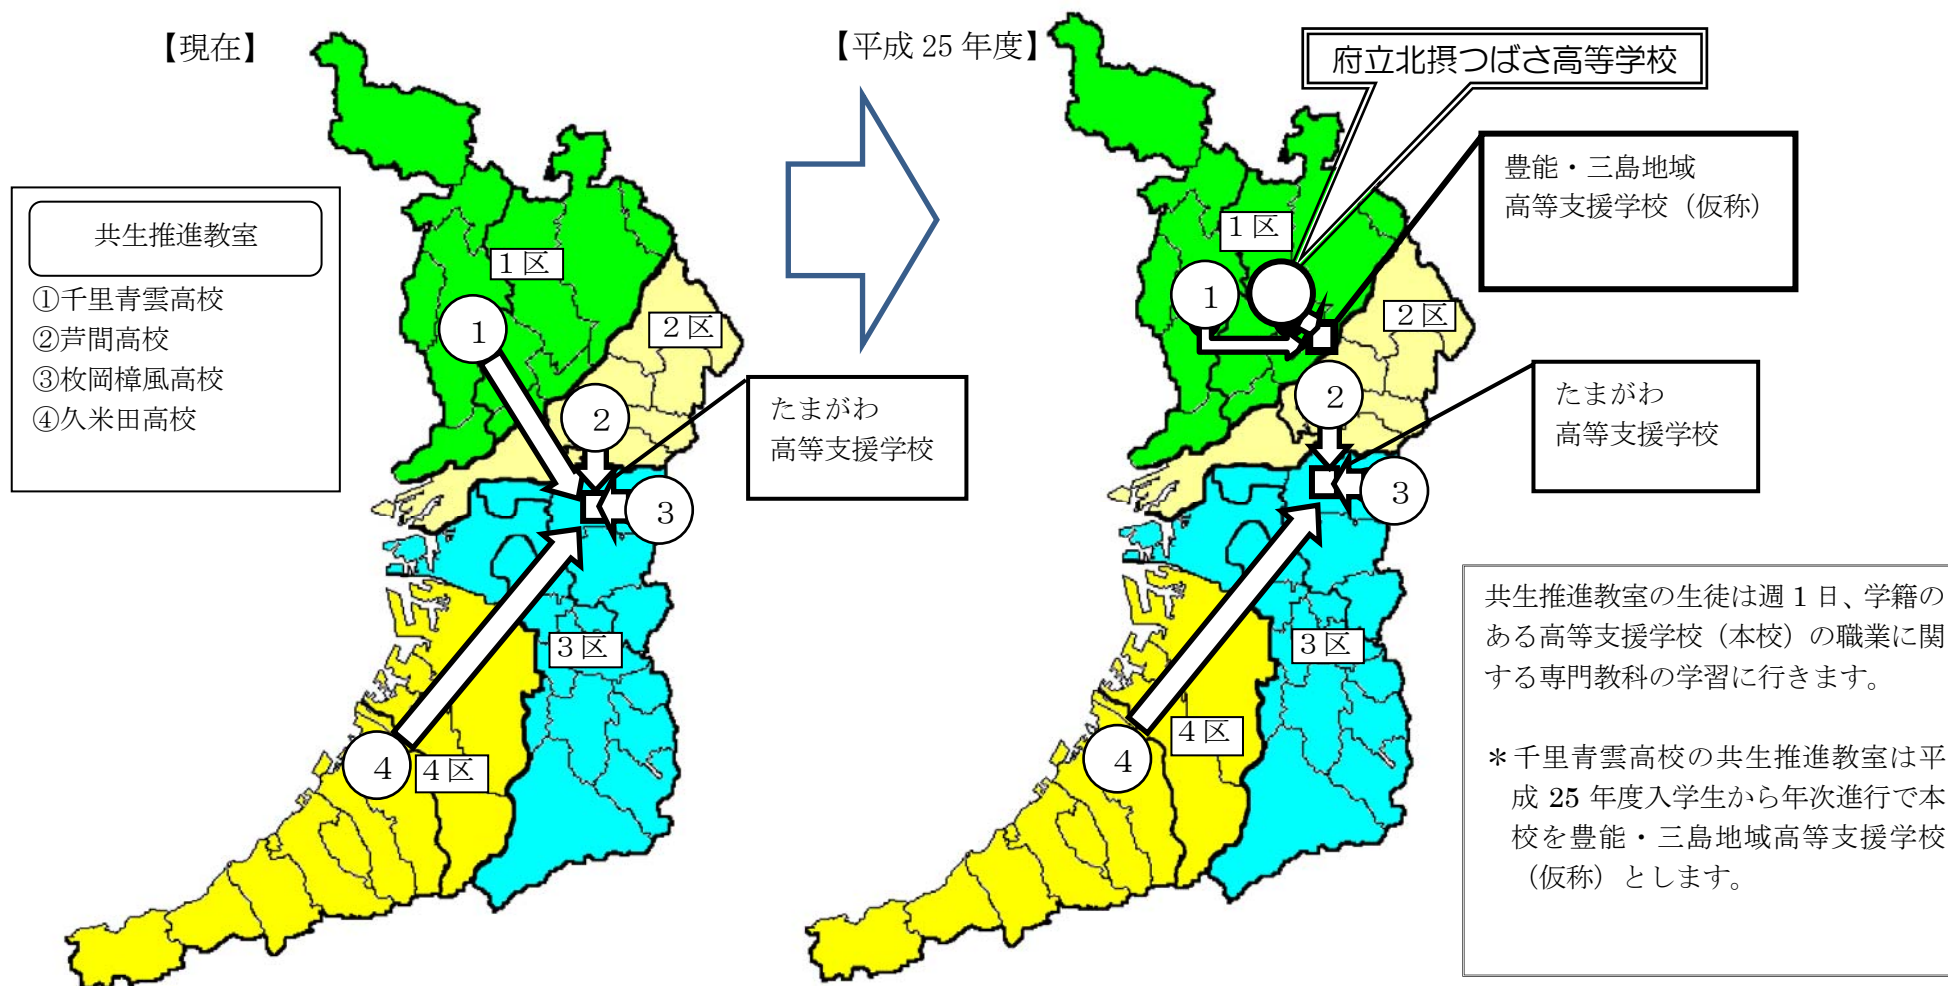 【現在】
共生推進教室
①千里青雲高校
②芦間高校
③枚岡樟風高校
④久米田高校
１区
２区
３区
４区
1
2
3
4
たまがわ
高等支援学校
【平成 25 年度】
府立北摂つばさ高等学校
豊能・三島地域
高等支援学校（仮称）
１区
２区
３区
４区
1
2
3
4
たまがわ
高等支援学校
共生推進教室の生徒は週 1 日、学籍の
ある高等支援学校（本校）の職業に関
する専門教科の学習に行きます。
＊千里青雲高校の共生推進教室は平
成 25 年度入学生から年次進行で本
校を豊能・三島地域高等支援学校
（仮称）とします。